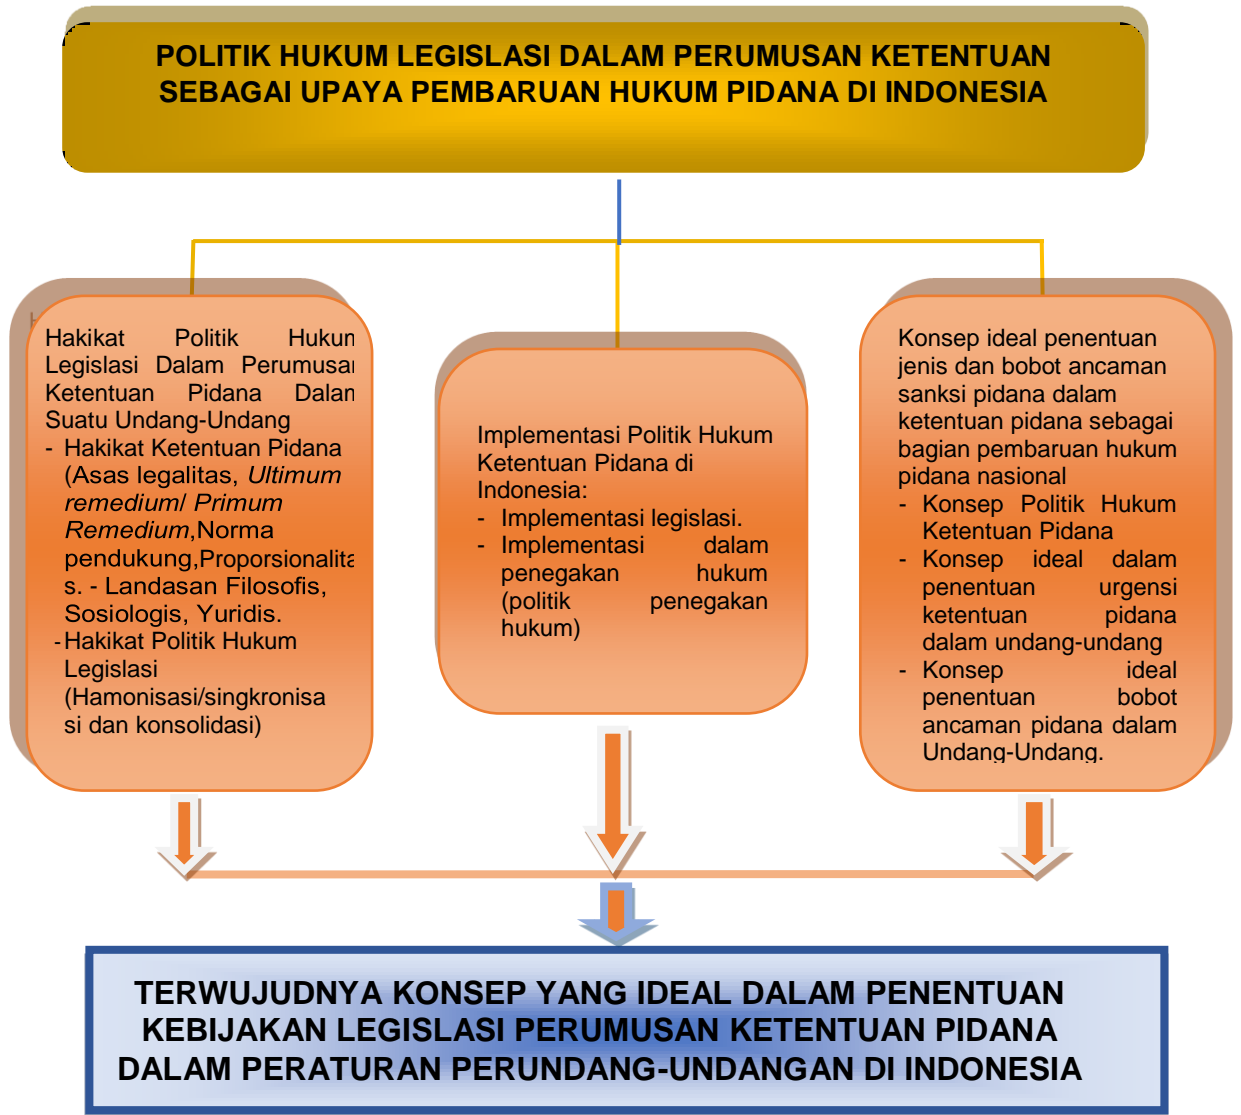 POLITIK HUKUM LEGISLASI DALAM PERUMUSAN KETENTUAN
SEBAGAI UPAYA PEMBARUAN HUKUM PIDANA DI INDONESIA
Hakikat Politik Hukum
Legislasi Dalam Perumusan
Ketentuan Pidana Dalam
Suatu Undang-Undang
- Hakikat Ketentuan Pidana
(Asas legalitas, Ultimum
remedium/ Primum
Remedium,Norma
pendukung,Proporsionalita
s. - Landasan Filosofis,
Sosiologis, Yuridis.
- Hakikat Politik Hukum
Legislasi
(Hamonisasi/singkronisa
si dan konsolidasi)
Implementasi Politik Hukum
Ketentuan Pidana di
Indonesia:
- Implementasi legislasi.
- Implementasi dalam
penegakan hukum
(politik penegakan
hukum)
Konsep ideal penentuan
jenis dan bobot ancaman
sanksi pidana dalam
ketentuan pidana sebagai
bagian pembaruan hukum
pidana nasional
- Konsep Politik Hukum
Ketentuan Pidana
- Konsep ideal dalam
penentuan urgensi
ketentuan pidana
dalam undang-undang
- Konsep ideal
penentuan bobot
ancaman pidana dalam
Undang-Undang.
TERWUJUDNYA KONSEP YANG IDEAL DALAM PENENTUAN
KEBIJAKAN LEGISLASI PERUMUSAN KETENTUAN PIDANA
DALAM PERATURAN PERUNDANG-UNDANGAN DI INDONESIA